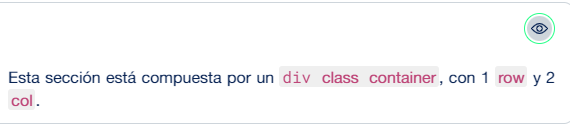 Esta sección está compuesta por un div class container, con 1 row y 2
col.